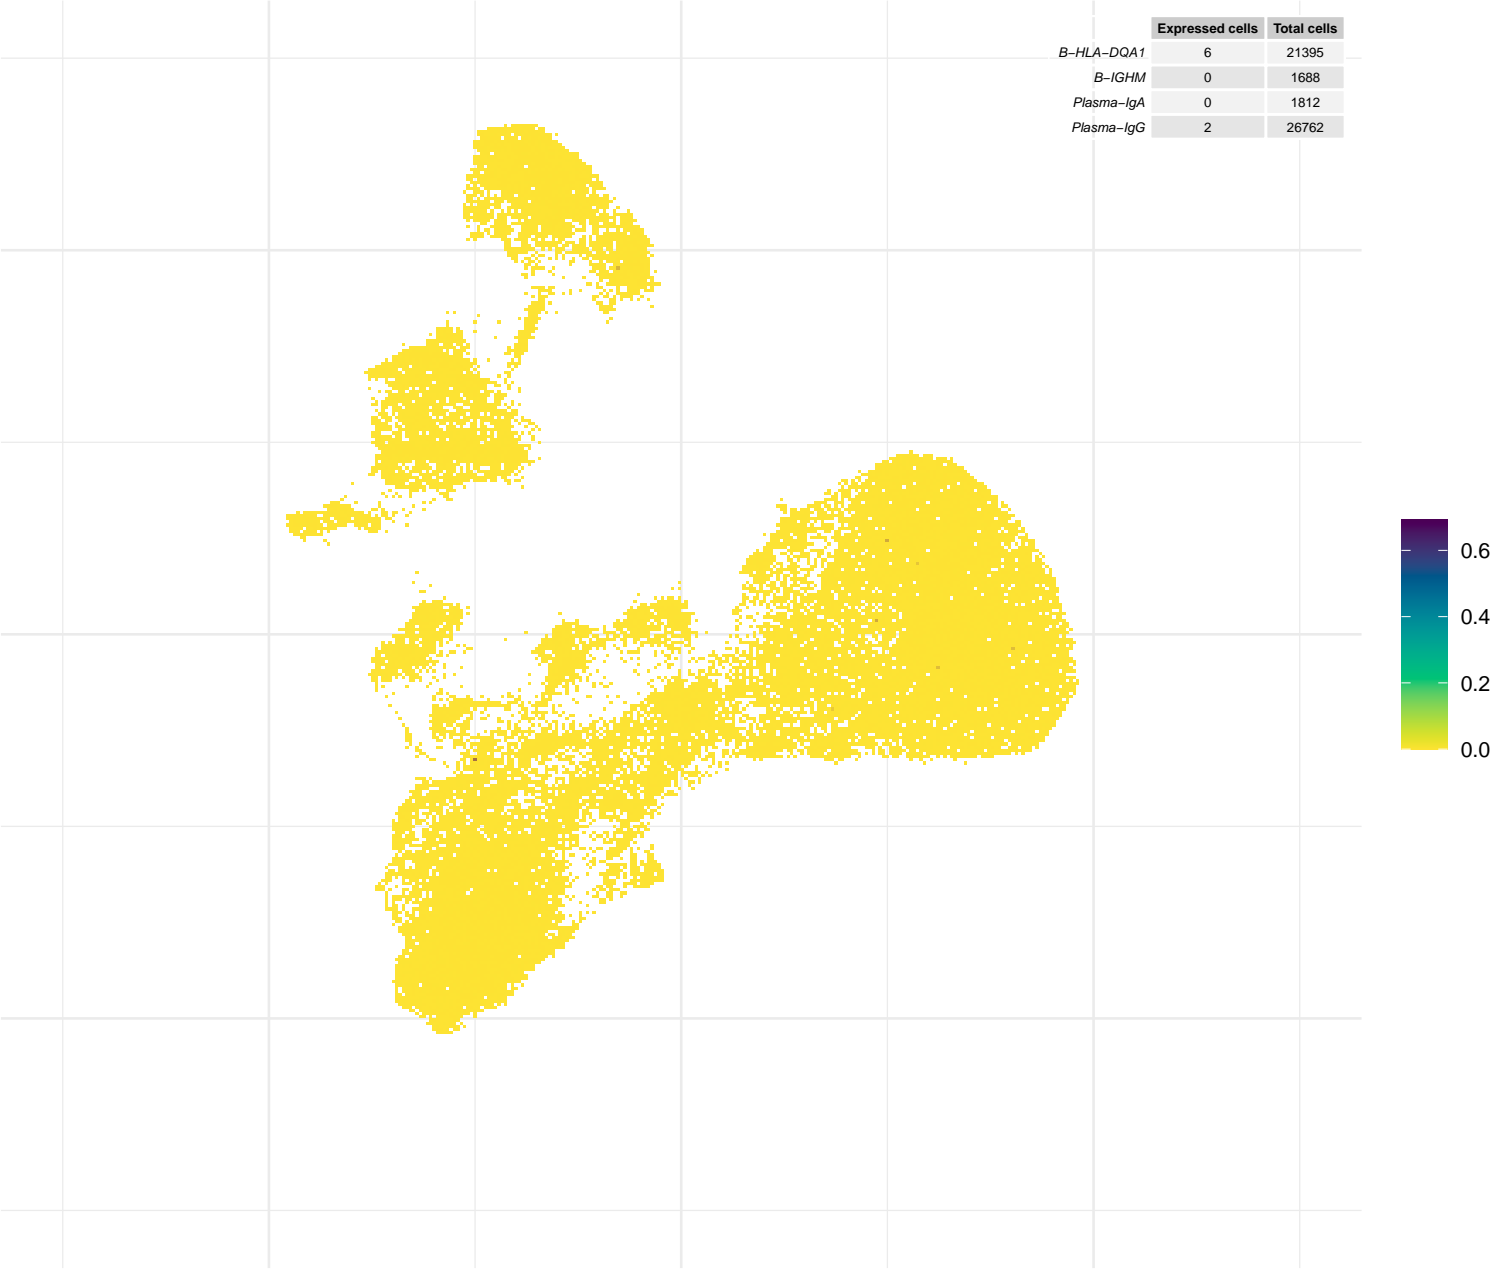 Expressed cells Total cells
B−HLA−DQA1 6 21395
B−IGHM 0 1688
Plasma−IgA 0 1812
Plasma−IgG 2 26762
0.6
0.4
0.2
0.0